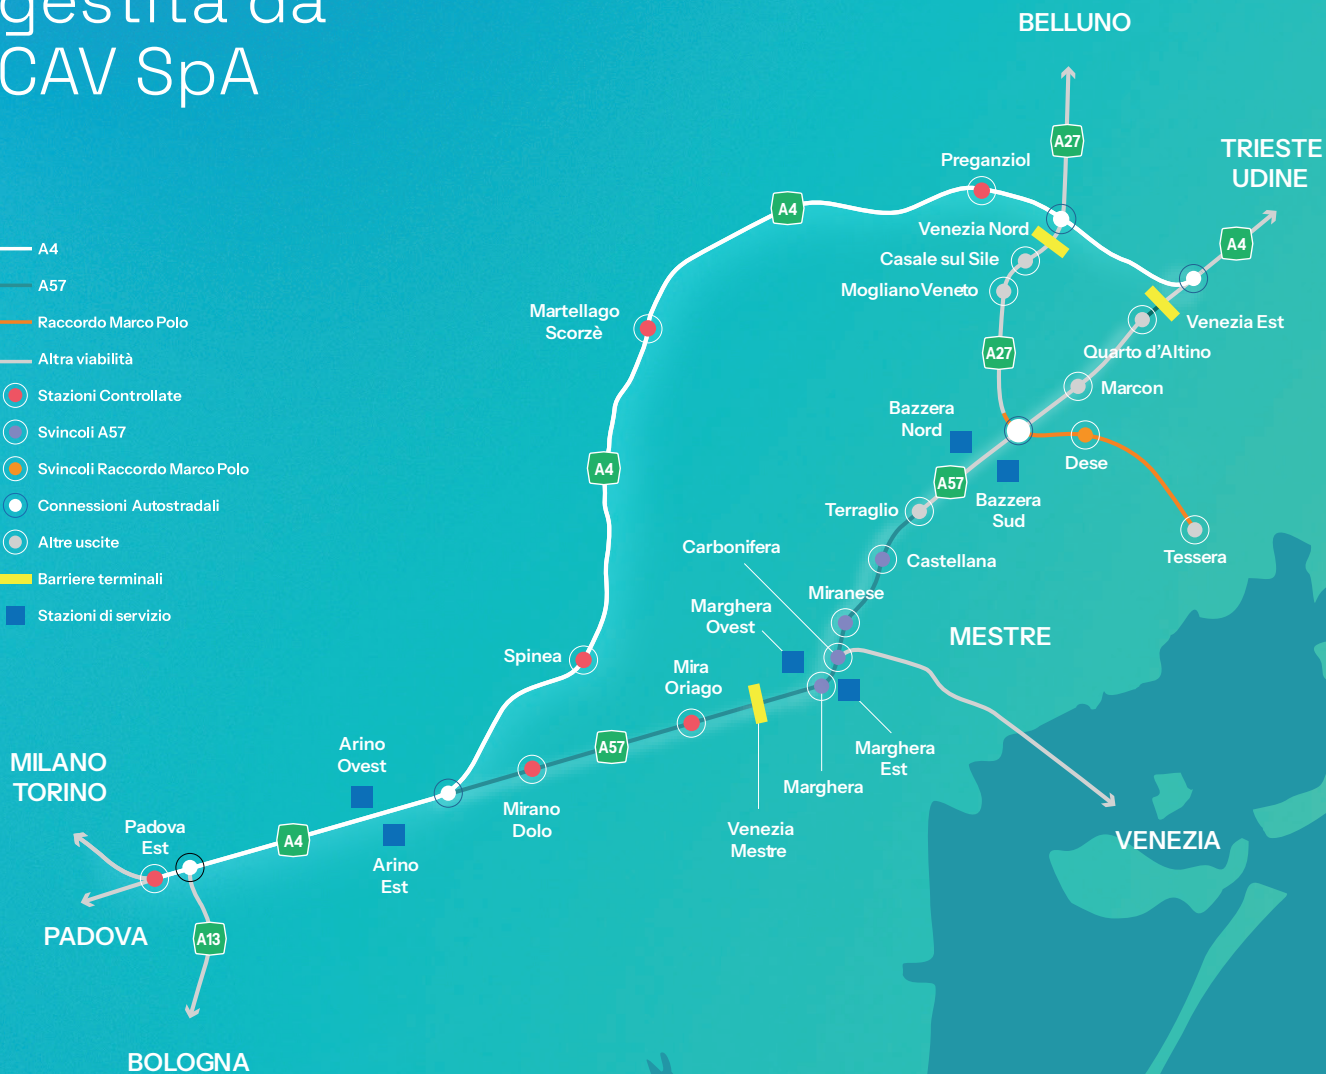 gestita da
CAV SpA
A4
A57
Raccordo Marco Polo
Altra viabilità
Stazioni Controllate
Svincoli A57
Svincoli Raccordo Marco Polo
Connessioni Autostradali
Altre uscite
Barriere terminali
Stazioni di servizio
BELLUNO
A27
TRIESTE
UDINE
A4
Preganziol
A4
Venezia Nord
Casale sul Sile
Mogliano Veneto
Venezia Est
Martellago
Scorzè
A27
Quarto d'Altino
Marcon
Bazzera
Nord
Dese
A4
A57
Bazzera
Sud
Terraglio
Carbonifera
Castellana
Tessera
Miranese
Marghera
Ovest
MESTRE
Spinea
Mira
Oriago
A57
Marghera
Est
Marghera
Arino
Ovest
MILANO
TORINO
Mirano
Dolo
Venezia
Mestre
VENEZIA
Padova
Est
A4
Arino
Est
PADOVA
A13
BOLOGNA